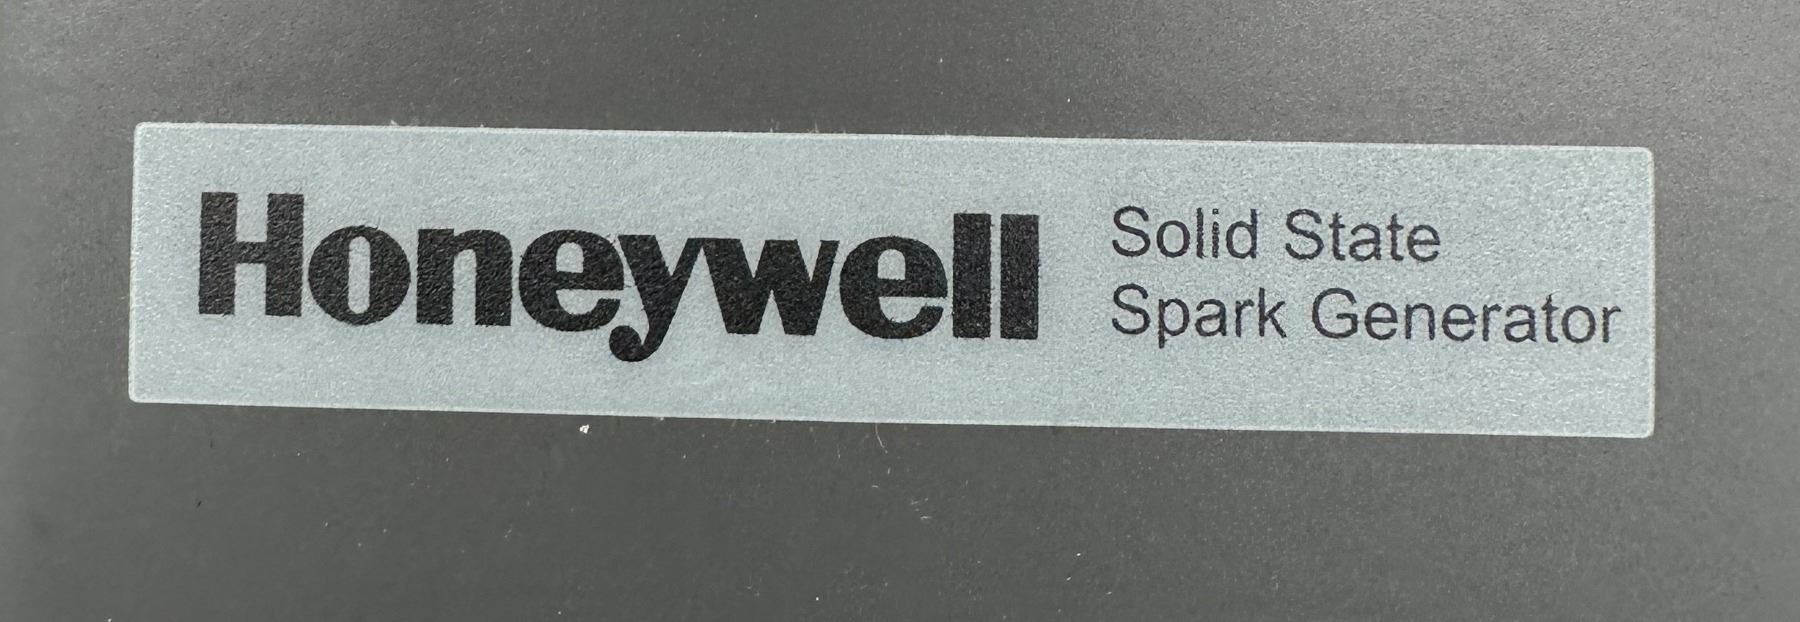 Honeywell
Solid State
Spark Generator